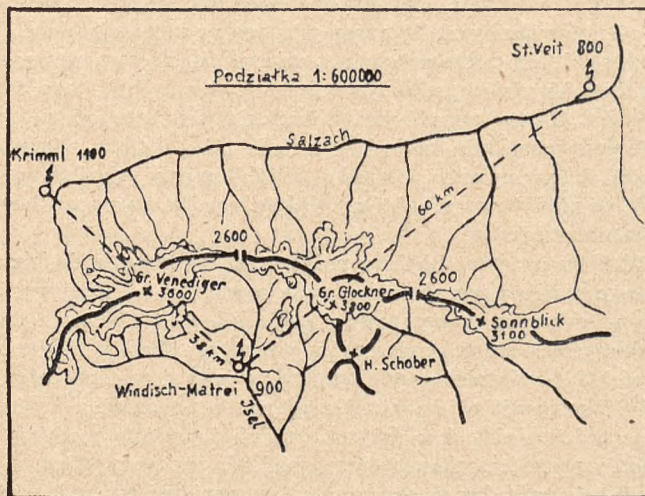 St. Veit 800
Podziałka 1:600000
Salzach
Krimml 1100
60 km
2600
2600
Gr. Venediger
3600
Gr. Glockner
3800
Sonnblick
3100
38 km
H. Schober
Windisch-Matrei 900
Isel